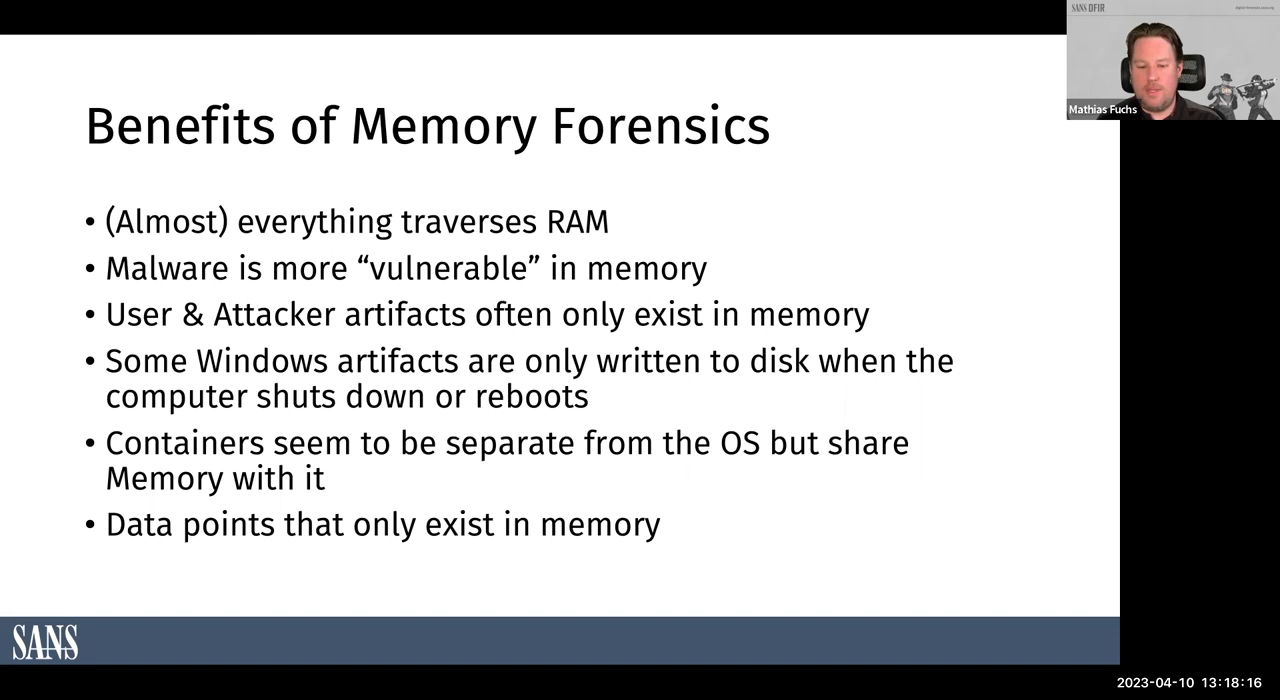 SANS DFIR
Mathias Fuchs
Benefits of Memory Forensics
• (Almost) everything traverses RAM
• Malware is more “vulnerable” in memory
• User & Attacker artifacts often only exist in memory
• Some Windows artifacts are only written to disk when the
computer shuts down or reboots
• Containers seem to be separate from the OS but share
Memory with it
• Data points that only exist in memory
SANS
2023-04-10 13:18:16